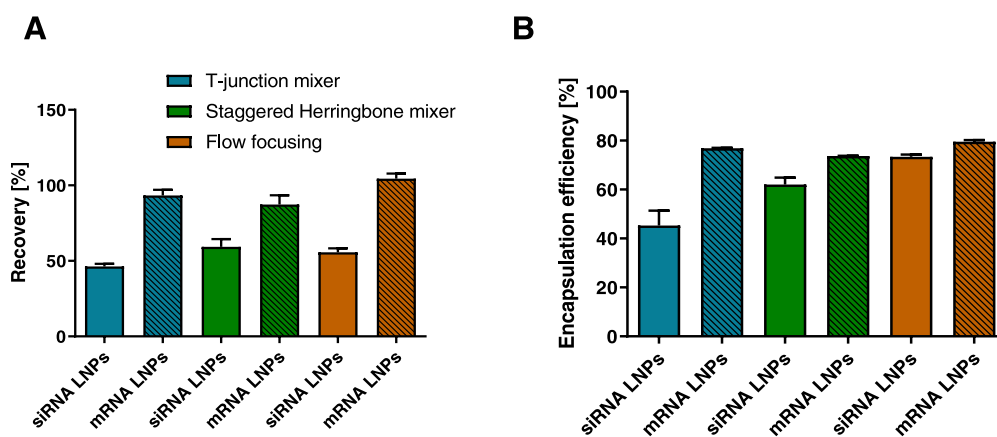 A
T-junction mixer
Staggered Herringbone mixer
Flow focusing
Recovery [%]
150
100
50
0
siRNA LNPs
mRNA LNPs
siRNA LNPs
mRNA LNPs
siRNA LNPs
mRNA LNPs
B
Encapsulation efficiency [%]
100
80
60
40
20
0
siRNA LNPs
mRNA LNPs
siRNA LNPs
mRNA LNPs
siRNA LNPs
mRNA LNPs